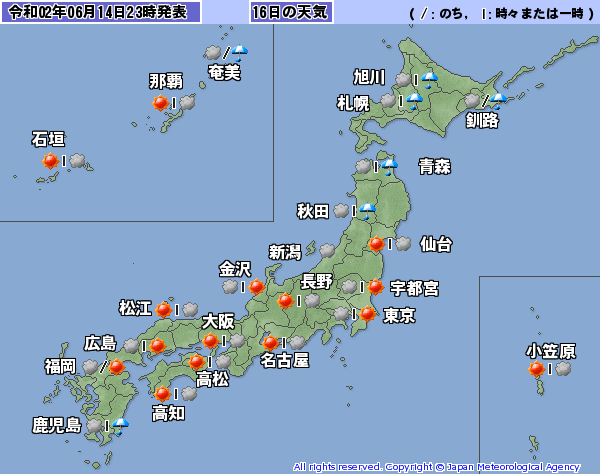 令和02年06月14日23時発表 16日の天気 ( / : のち, | : 時々または一時 )
奄美
那覇
石垣
旭川
札幌
釧路
青森
秋田
仙台
新潟
金沢
長野
宇都宮
松江
大阪
東京
広島
名古屋
福岡
高松
高知
鹿児島
小笠原
All rights reserved. Copyright © Japan Meteorological Agency